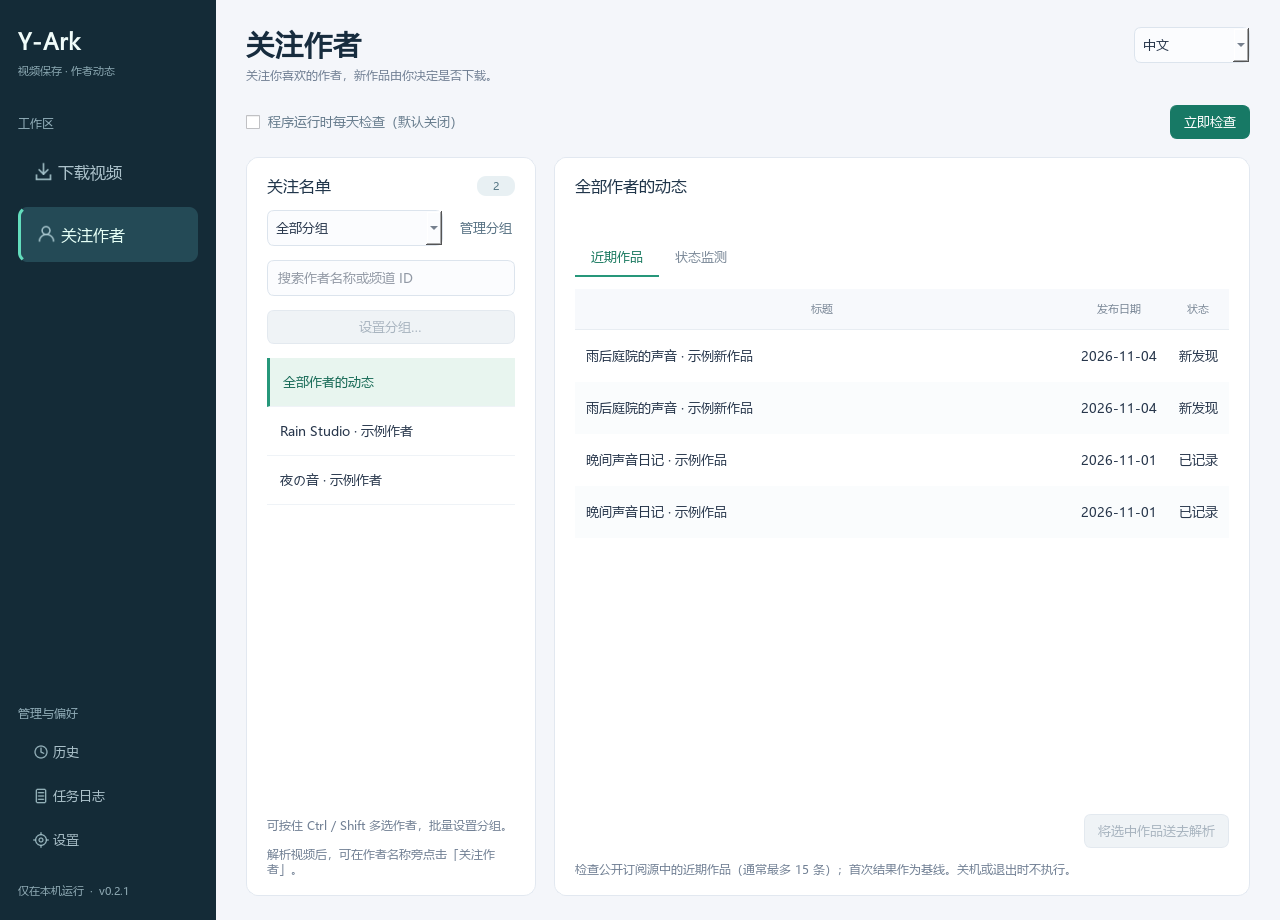 Y-Ark
视频保存 · 作者动态
工作区
下载视频
关注作者
管理与偏好
历史
任务日志
设置
仅在本机运行 · v0.2.1
关注作者
关注你喜欢的作者，新作品由你决定是否下载。
中文
程序运行时每天检查（默认关闭）
立即检查
关注名单
2
全部分组
管理分组
搜索作者名称或频道 ID
设置分组...
全部作者的动态
Rain Studio · 示例作者
夜の音 · 示例作者
可按住 Ctrl / Shift 多选作者，批量设置分组。
解析视频后，可在作者名称旁点击「关注作
者」。
全部作者的动态
近期作品 状态监测
标题 发布日期 状态
雨后庭院的声音 · 示例新作品 2026-11-04 新发现
雨后庭院的声音 · 示例新作品 2026-11-04 新发现
晚间声音日记 · 示例作品 2026-11-01 已记录
晚间声音日记 · 示例作品 2026-11-01 已记录
将选中作品送去解析
检查公开订阅源中的近期作品（通常最多 15 条）；首次结果作为基线。关机或退出时不执行。